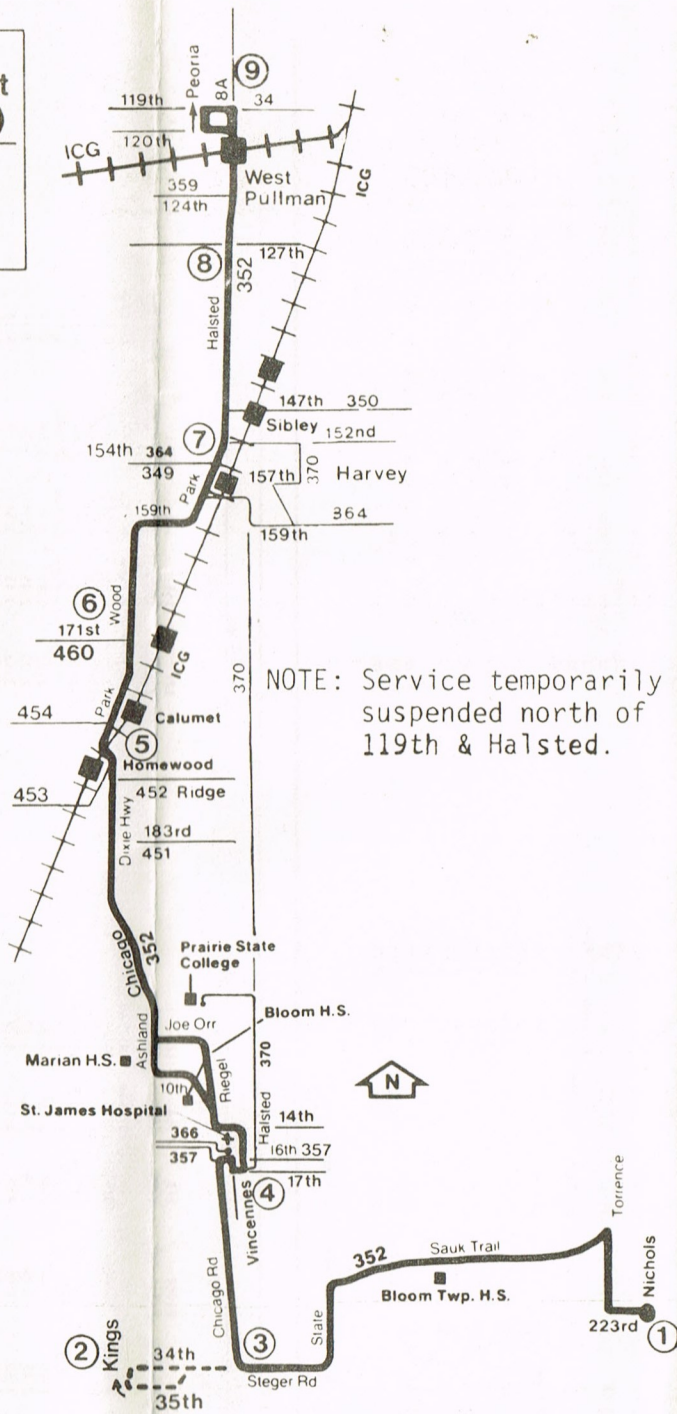 t
9
Peoria
8A
119th
34
120th
ICG
West
Pullman
ICG
359
124th
127th
8
352
Halsted
147th 350
Sibley
152nd
7
154th 364
349
370
157th
Harvey
Park
159th
364
159th
6
Wood
171st
460
ICG
370
NOTE: Service temporarily
suspended north of
119th & Halsted.
454
Park
Calumet
5
Homewood
453
452 Ridge
Dixie Hwy
183rd
451
Chicago
352
Prairie State
College
Bloom H.S.
Joe Orr
Ashland
Marian H.S.
Riegel
370
N
10th
St. James Hospital
Halsted
14th
366
16th 357
357
17th
4
Vincennes
Torrence
Chicago Rd
352
Sauk Trail
Nichols
Bloom Twp. H.S.
State
223rd
1
2
Kings
34th
3
Steger Rd
35th